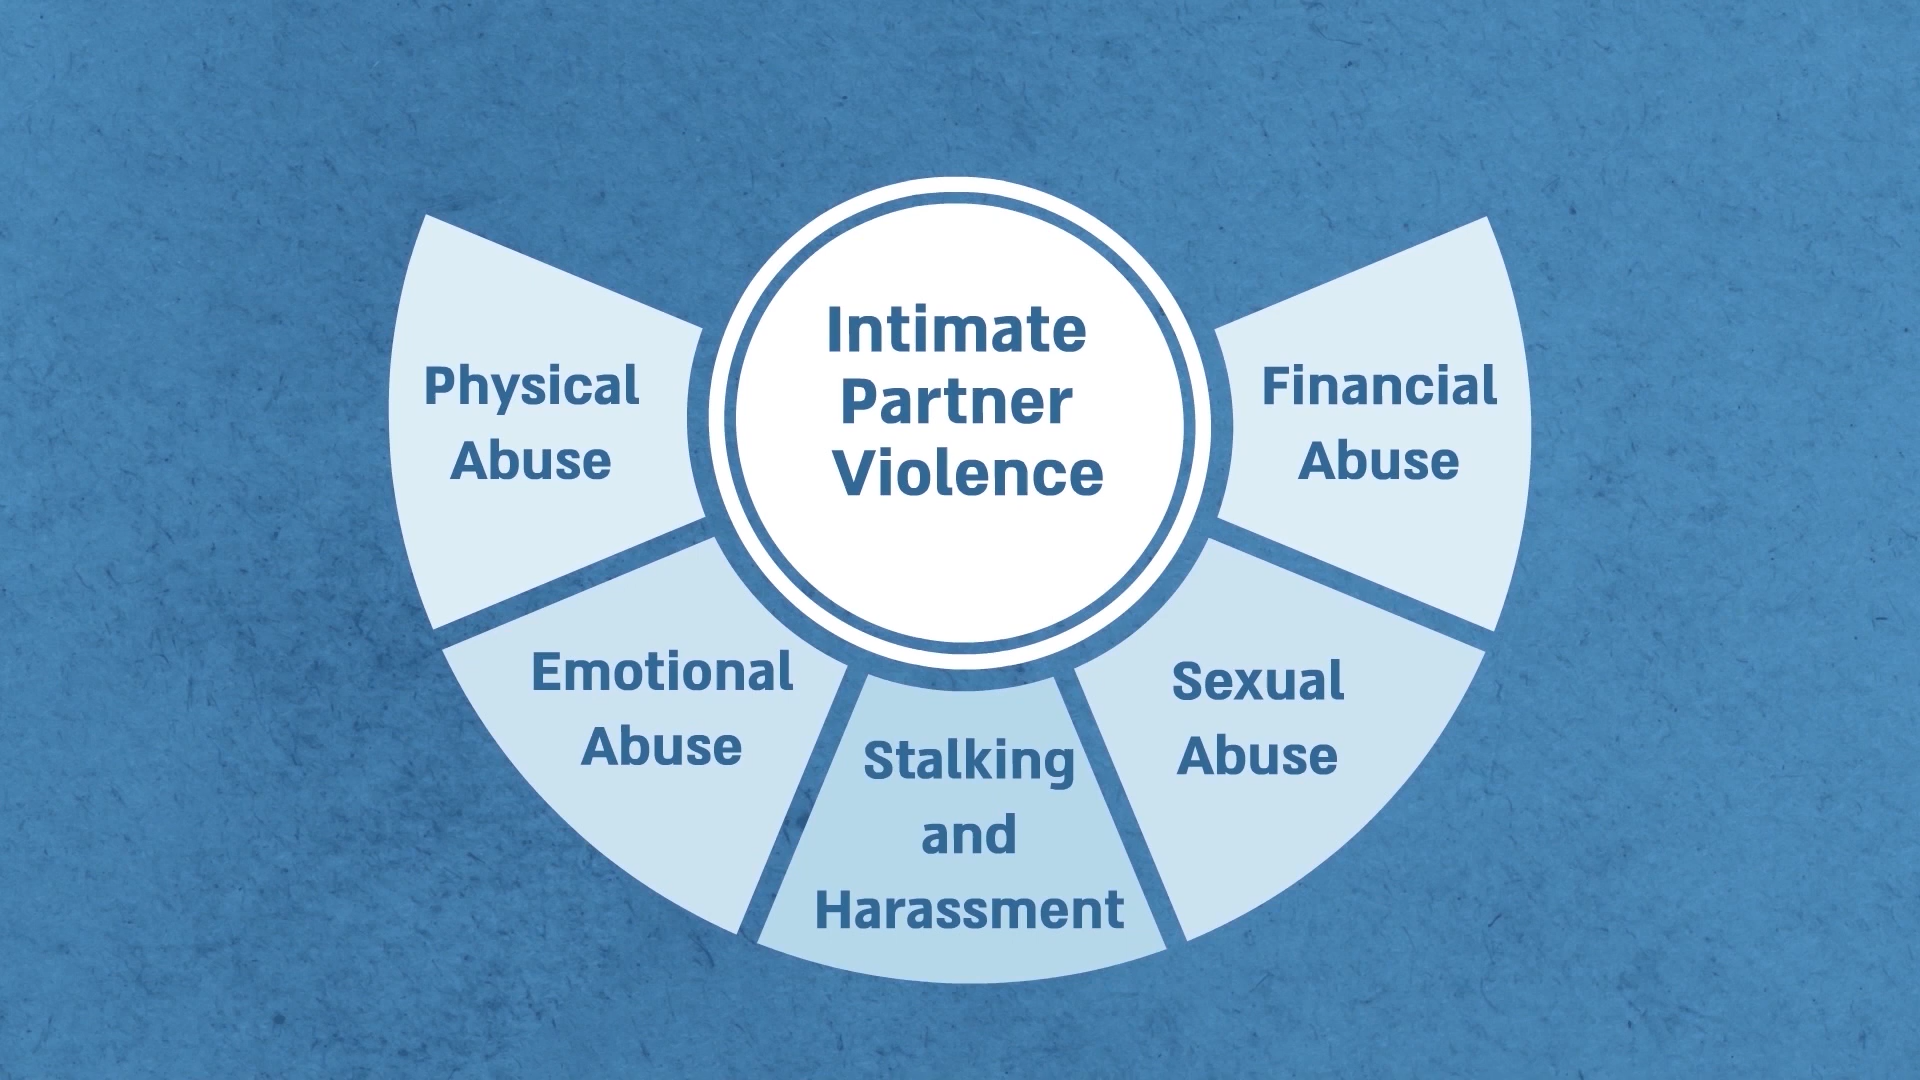 Intimate
Partner
Violence
Physical
Abuse
Emotional
Abuse
Stalking
and
Harassment
Sexual
Abuse
Financial
Abuse